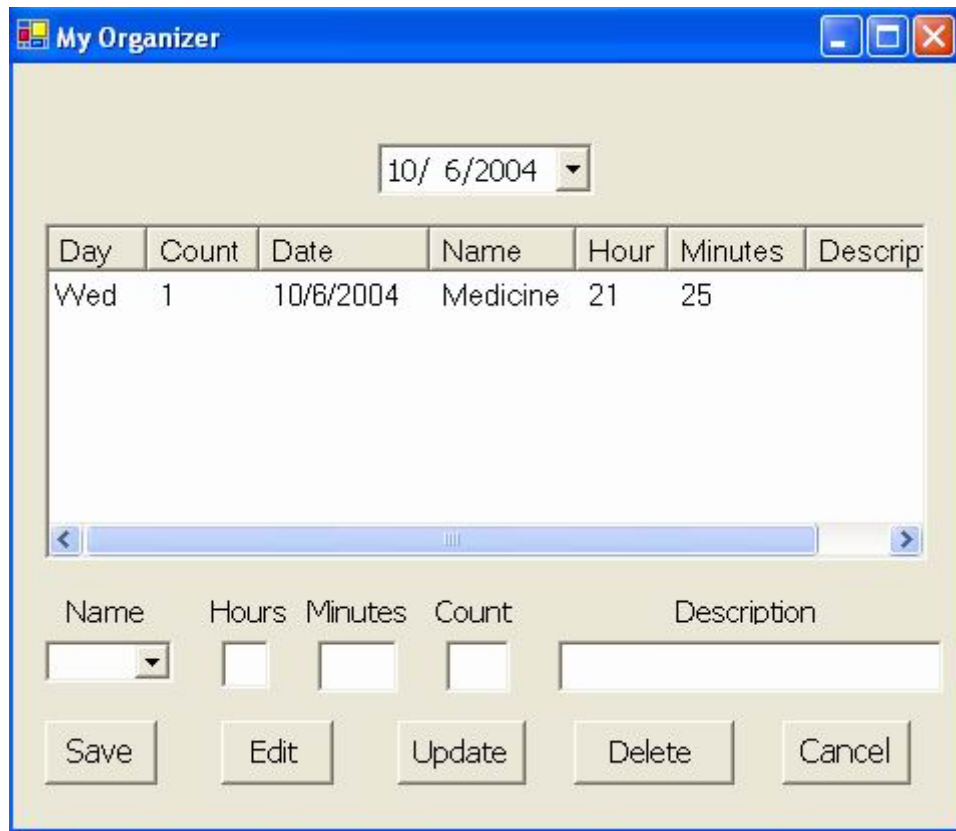 My Organizer
10/ 6/2004
Day Count Date Name Hour Minutes Descrip
Wed 1 10/6/2004 Medicine 21 25
Name Hours Minutes Count Description
Save Edit Update Delete Cancel